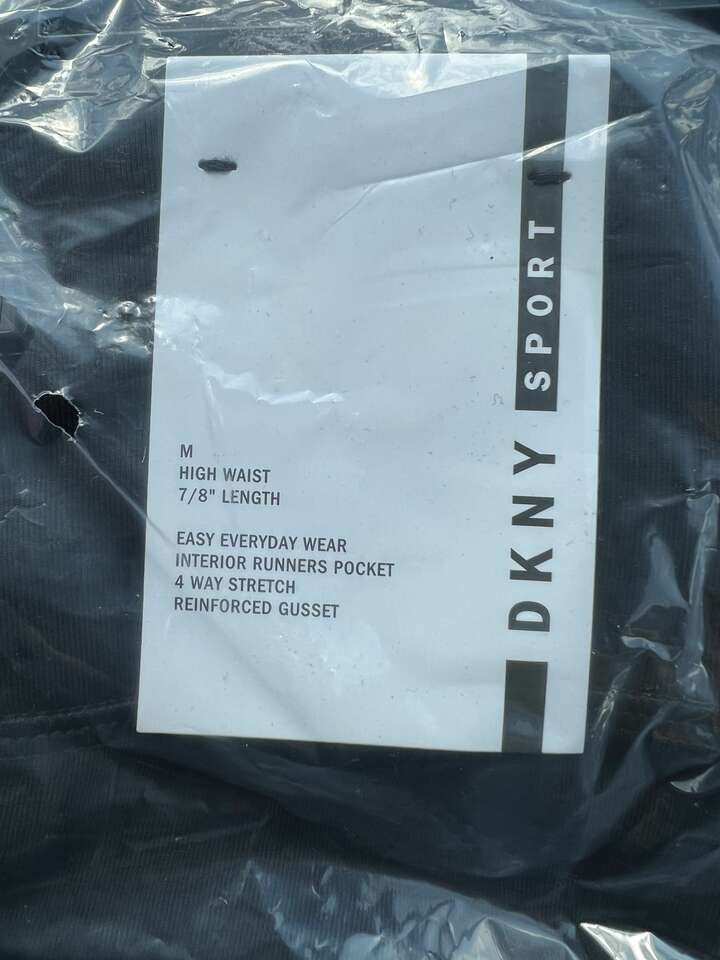 M
HIGH WAIST
7/8" LENGTH
EASY EVERYDAY WEAR
INTERIOR RUNNERS POCKET
4 WAY STRETCH
REINFORCED GUSSET
DKNY SPORT